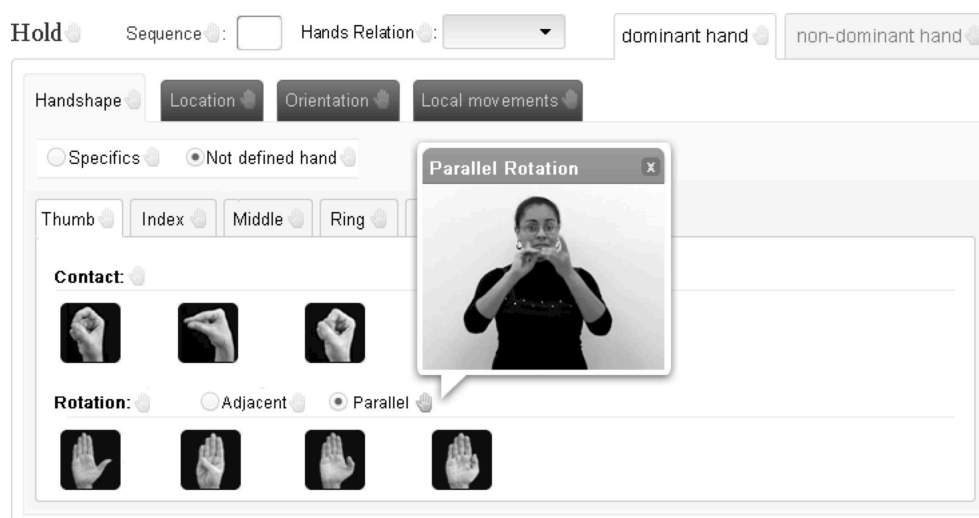 Hold Sequence : Hands Relation : dominant hand non-dominant hand
Handshape Location Orientation Local movements
Specifics Not defined hand
Parallel Rotation x
Thumb Index Middle Ring
Contact:
Rotation: Adjacent Parallel